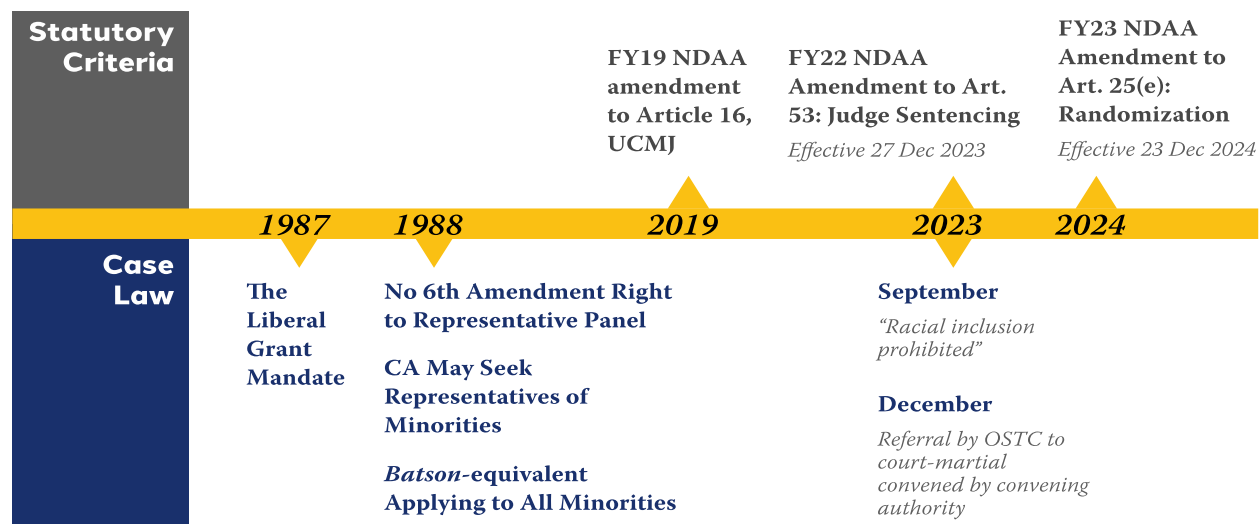 Statutory
Criteria
FY19 NDAA
amendment
to Article 16,
UCMJ
FY22 NDAA
Amendment to Art.
53: Judge Sentencing
Effective 27 Dec 2023
FY23 NDAA
Amendment to
Art. 25(e):
Randomization
Effective 23 Dec 2024
1987
1988
2019
2023
2024
Case
Law
The
Liberal
Grant
Mandate
No 6th Amendment Right
to Representative Panel
CA May Seek
Representatives of
Minorities
Batson-equivalent
Applying to All Minorities
September
“Racial inclusion
prohibited”
December
Referral by OSTC to
court-martial
convened by convening
authority